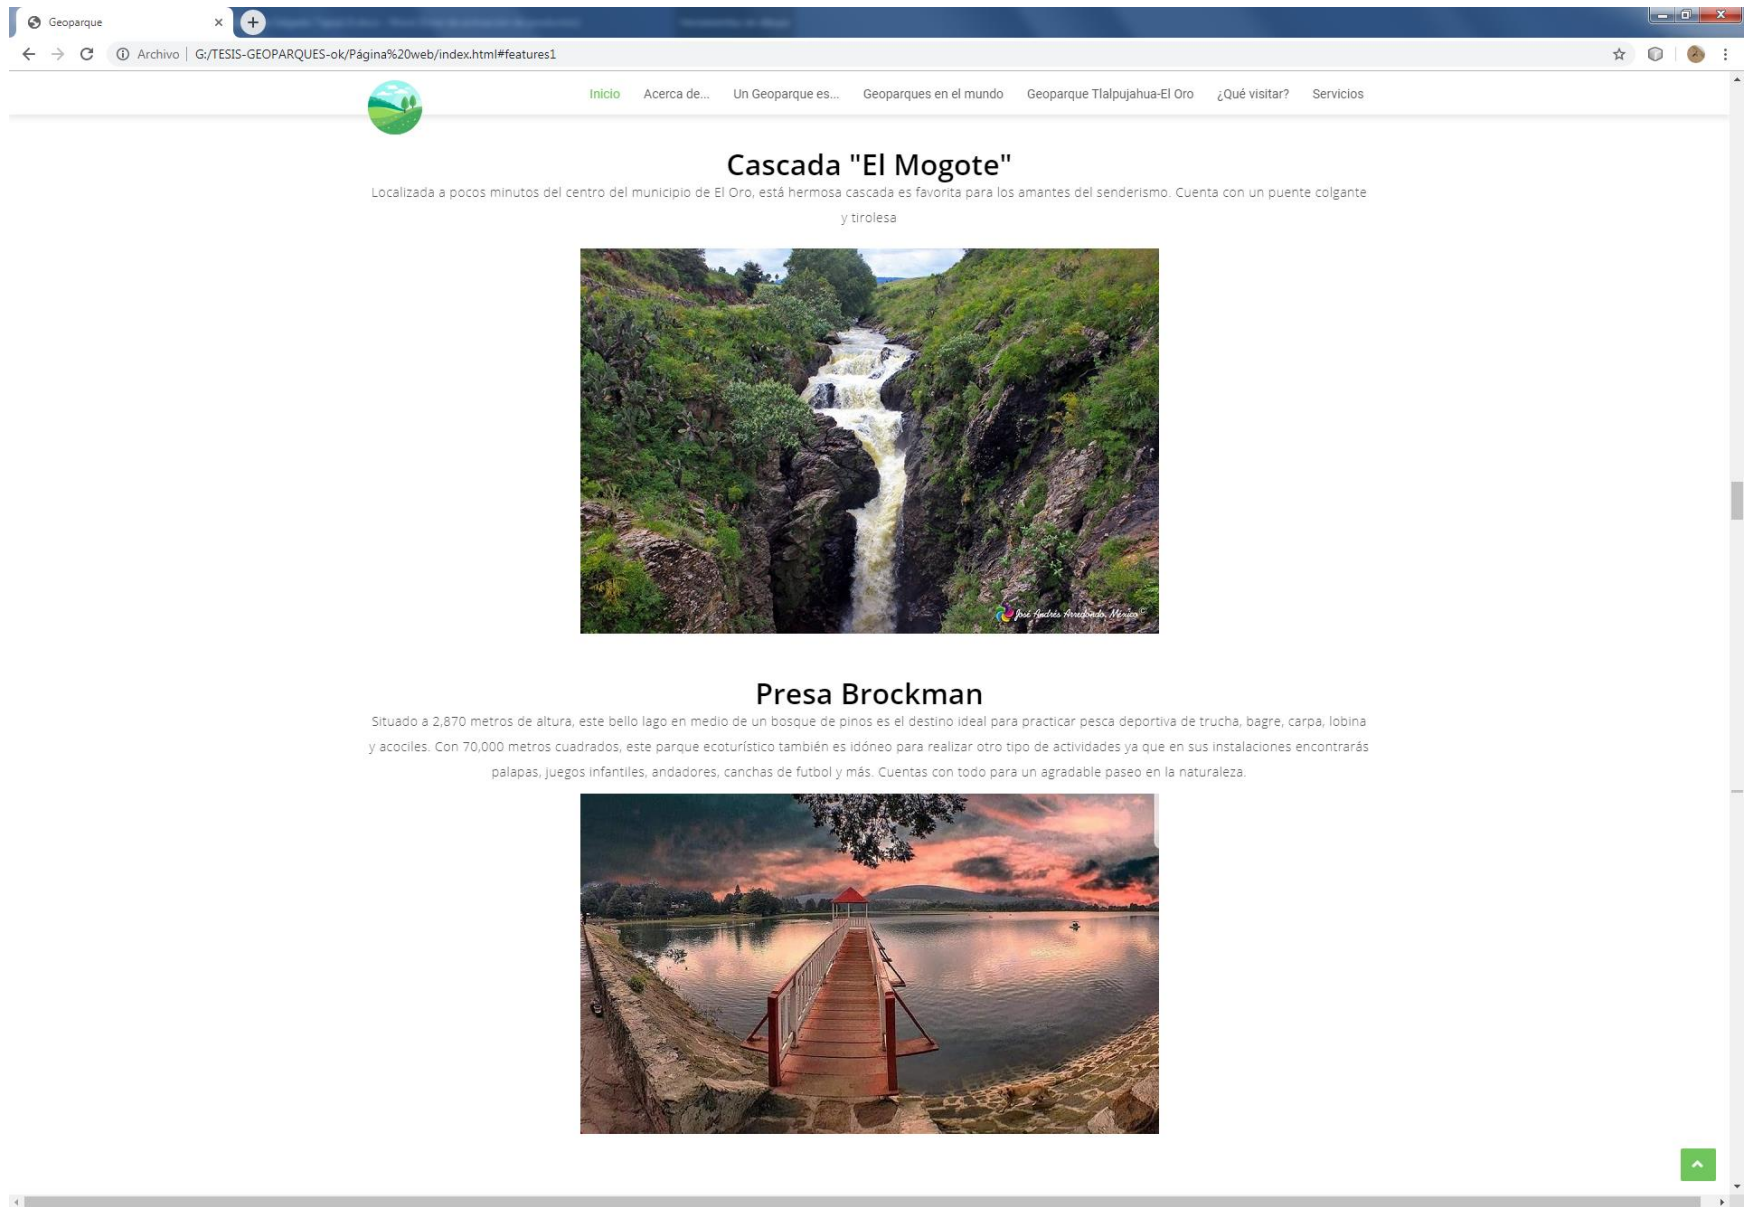 Geoparque
Archivo | G:/TESIS-GEOPARQUES-ok/Página%20web/index.html#features1
Inicio Acerca de... Un Geoparque es... Geoparques en el mundo Geoparque Tlalpujahua-El Oro ¿Qué visitar? Servicios
Cascada "El Mogote"
Localizada a pocos minutos del centro del municipio de El Oro, está hermosa cascada es favorita para los amantes del senderismo. Cuenta con un puente colgante
y tirolesa
José Andrés Arredondo, México ©
Presa Brockman
Situado a 2,870 metros de altura, este bello lago en medio de un bosque de pinos es el destino ideal para practicar pesca deportiva de trucha, bagre, carpa, lobina
y acociles. Con 70,000 metros cuadrados, este parque ecoturístico también es idóneo para realizar otro tipo de actividades ya que en sus instalaciones encontrarás
palapas, juegos infantiles, andadores, canchas de futbol y más. Cuentas con todo para un agradable paseo en la naturaleza.